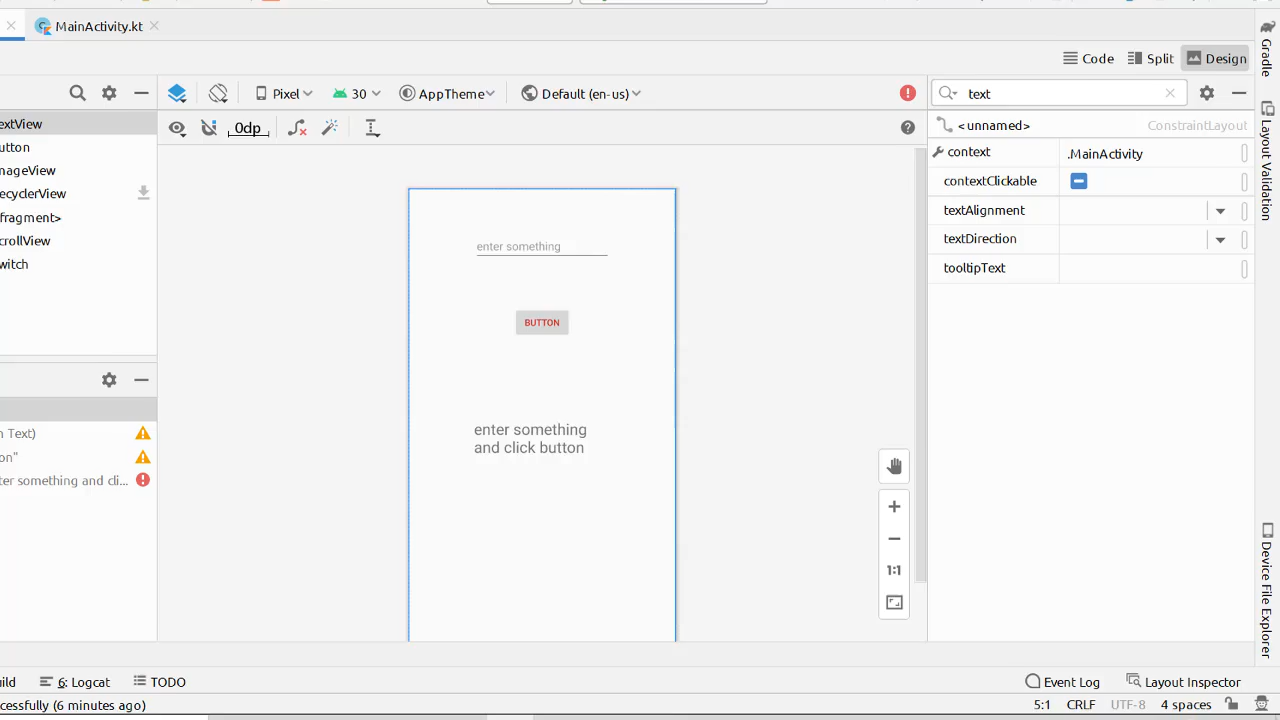 MainActivity.kt
Code
Split
Design
Pixel
30
AppTheme
Default (en-us)
text
0dp
<unnamed>
ConstraintLayout
extView
utton
nageView
ecyclerView
fragment>
crollView
witch
context
.MainActivity
contextClickable
textAlignment
textDirection
tooltipText
enter something
BUTTON
enter something
and click button
n Text)
on"
ter something and cli...
1:1
Gradle
Layout Validation
Device File Explorer
ild
6: Logcat
TODO
Event Log
Layout Inspector
cessfully (6 minutes ago)
5:1
CRLF
UTF-8
4 spaces